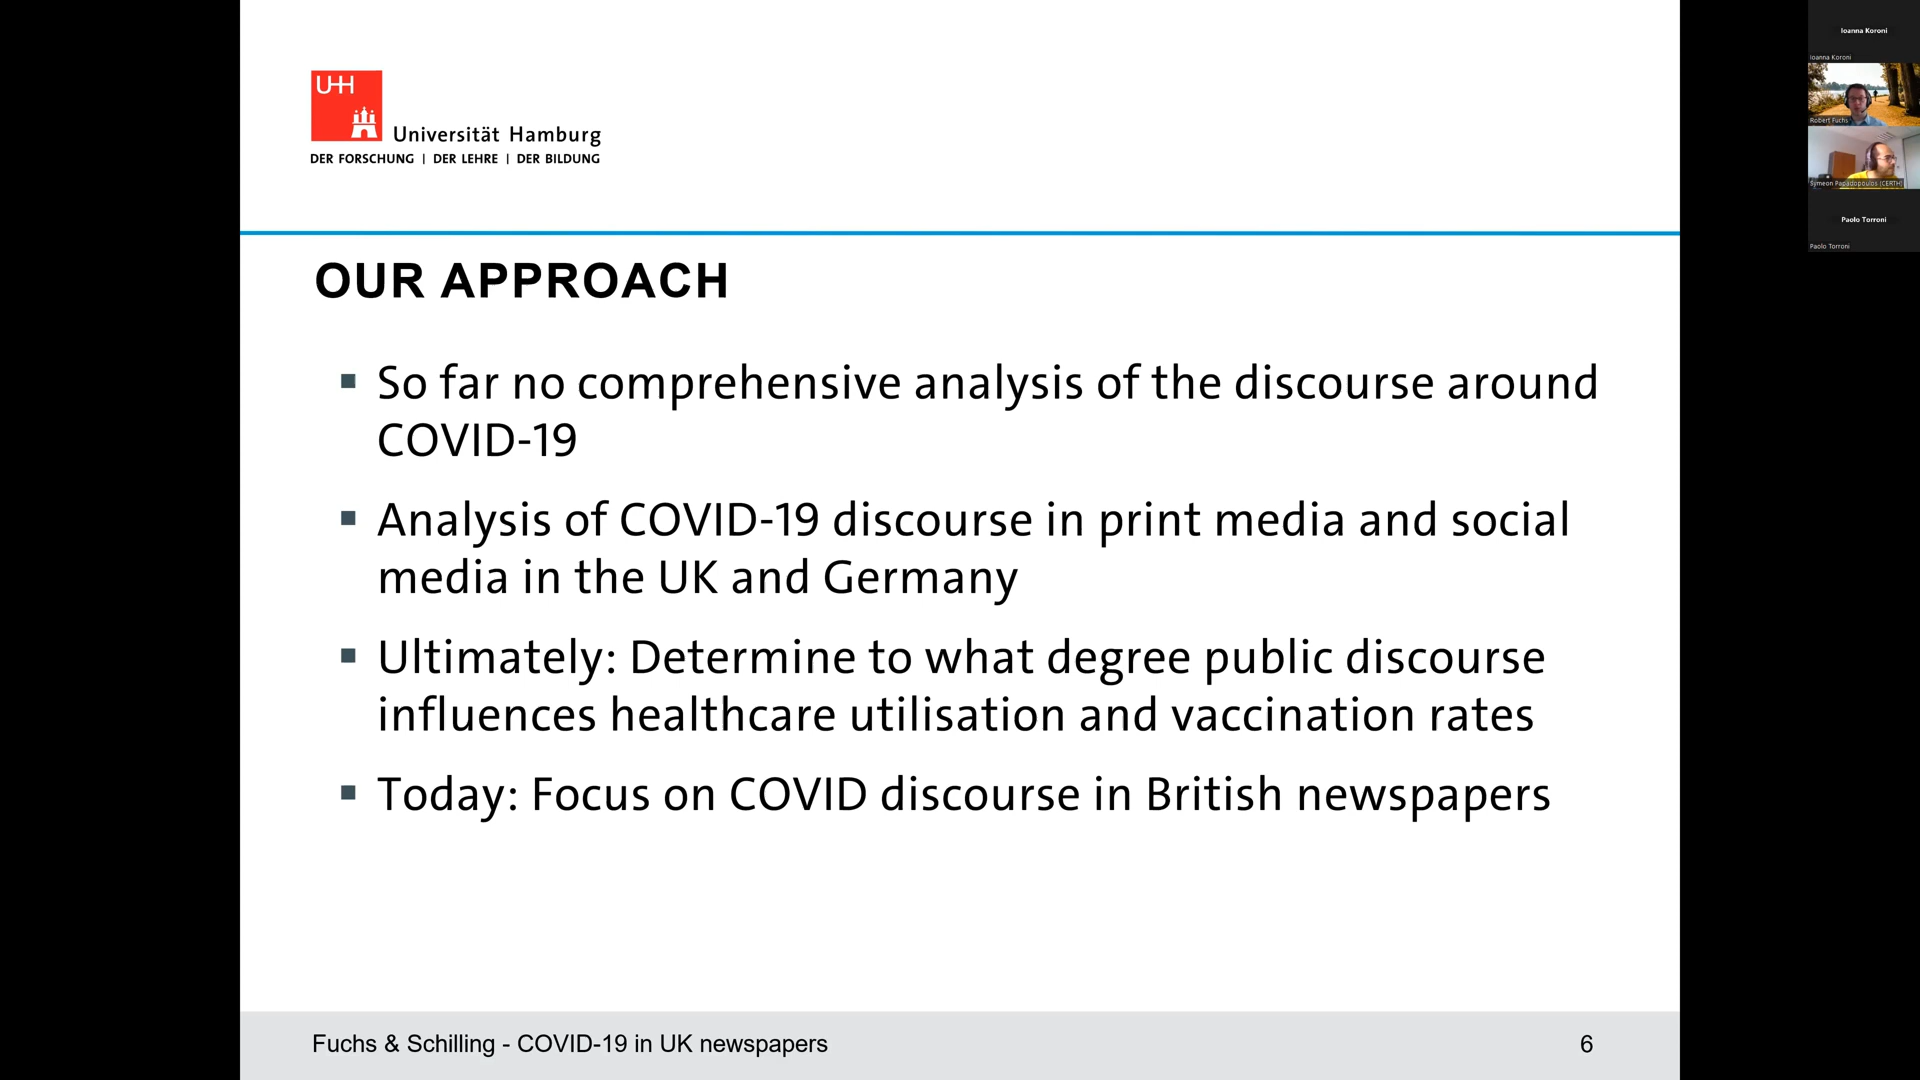 UHH
Universität Hamburg
DER FORSCHUNG | DER LEHRE | DER BILDUNG
OUR APPROACH
▪ So far no comprehensive analysis of the discourse around
COVID-19
▪ Analysis of COVID-19 discourse in print media and social
media in the UK and Germany
▪ Ultimately: Determine to what degree public discourse
influences healthcare utilisation and vaccination rates
▪ Today: Focus on COVID discourse in British newspapers
Fuchs & Schilling - COVID-19 in UK newspapers
6
Ioanna Koroni
Ioanna Koroni
Robert Fuchs
Symeon Papadopoulos (CERTH)
Paolo Torroni
Paolo Torroni